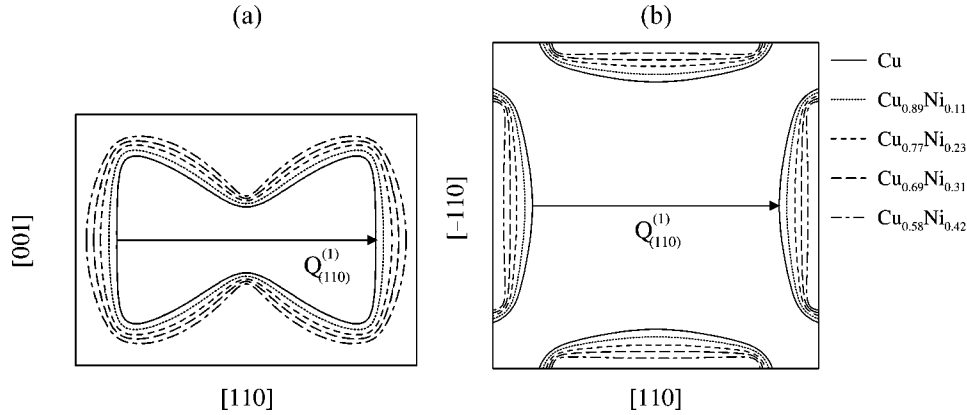 (a)
[001]
Q(110)(1)
[110]
(b)
[–110]
Q(110)(1)
[110]
Cu
Cu0.89Ni0.11
Cu0.77Ni0.23
Cu0.69Ni0.31
Cu0.58Ni0.42